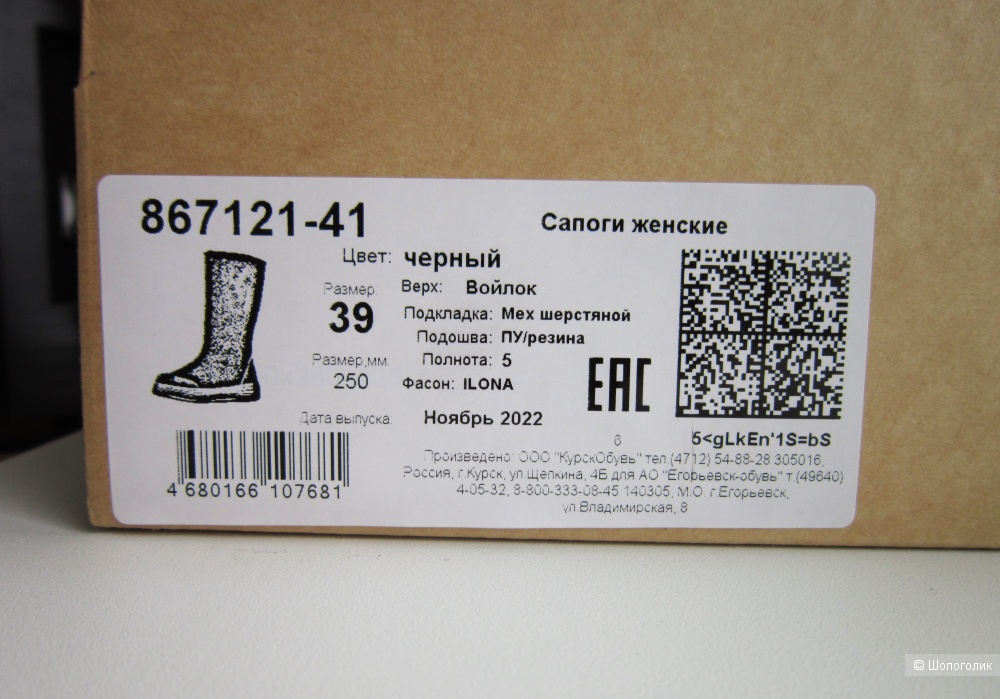 867121-41
Сапоги женские
Цвет: черный
Размер:
39
Верх: Войлок
Подкладка: Мех шерстяной
Подошва: ПУ/резина
Размер,мм.
250
Полнота: 5
Фасон: ILONA
EAC
Дата выпуска: Ноябрь 2022
5<gLkEn'1S=bS
Произведено: ООО "КурскОбувь" тел.(4712) 54-88-28 305016,
Россия, г.Курск, ул.Щепкина, 4Б для АО "Егорьевск-обувь" т.(49640)
4-05-32, 8-800-333-08-45 140305, М.О. г.Егорьевск,
ул.Владимирская, 8
4 680166 107681
© Шопоголик